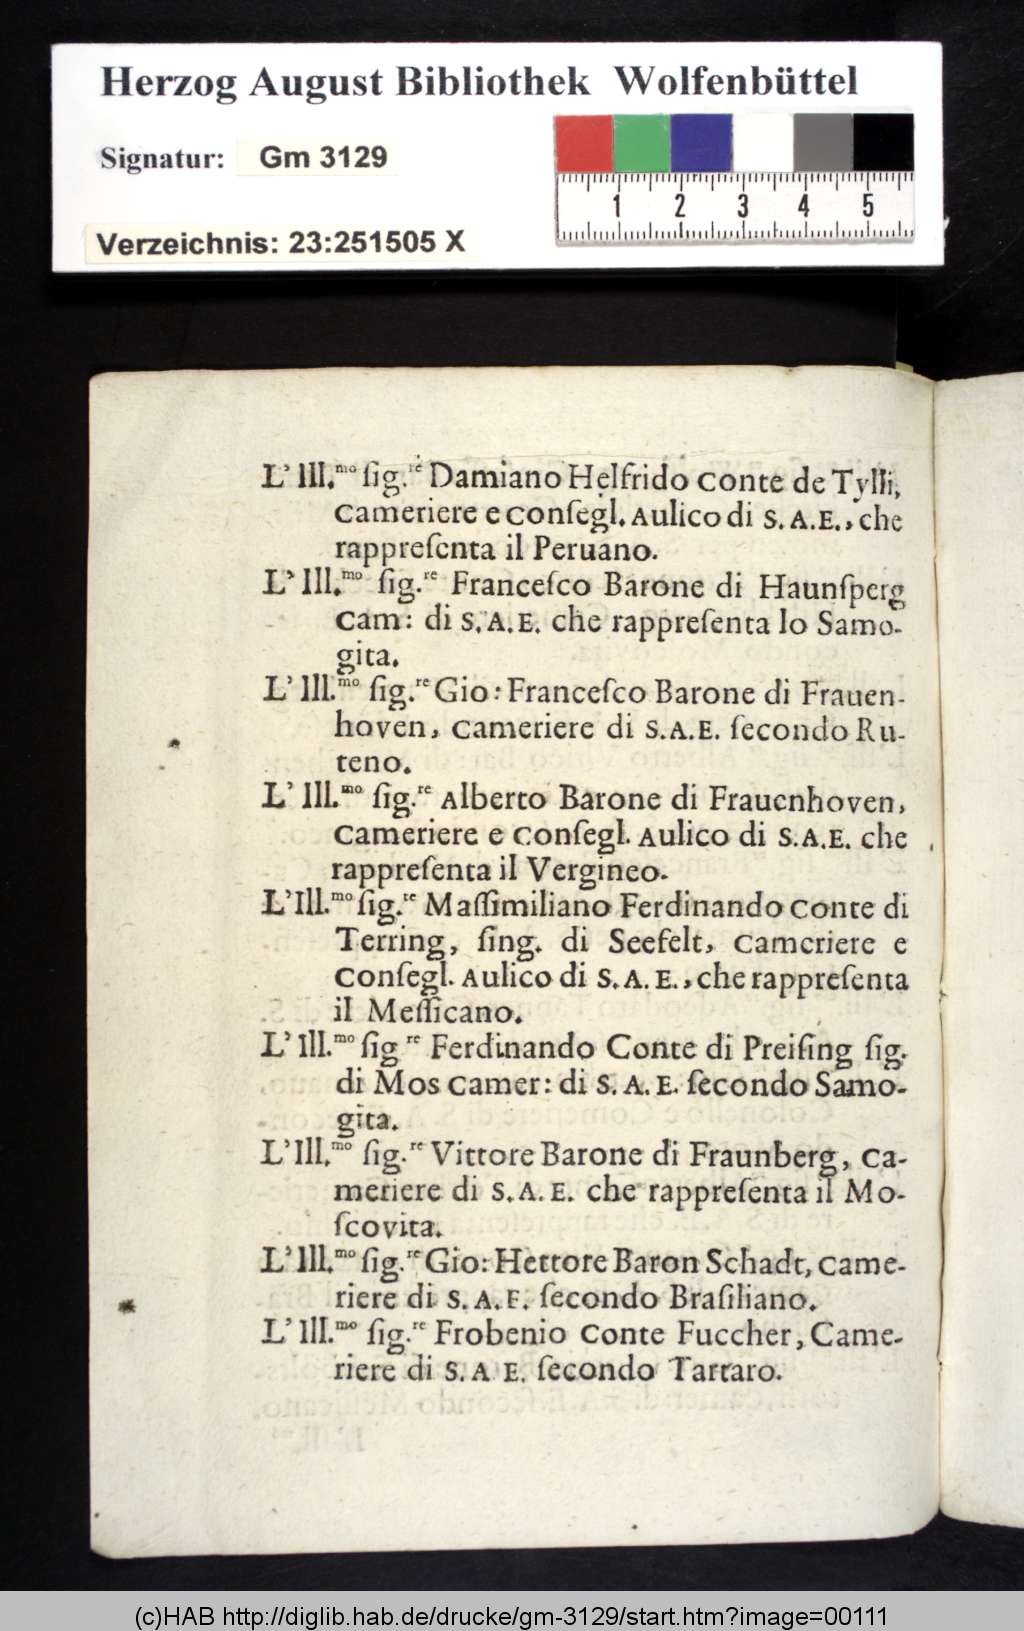 Herzog August Bibliothek Wolfenbüttel
Signatur: Gm 3129
1 2 3 4 5
Verzeichnis: 23:251505 X
L' Ill.mo ſig.re Damiano Helfrido Conte de Tylli,
Cameriere e Conſegl. Aulico di S. A. E., che
rappreſenta il Peruano.
L' Ill.mo ſig.re Franceſco Barone di Haunſperg
Cam: di S. A. E. che rappreſenta lo Samo-
gita.
L' Ill.mo ſig.re Gio: Franceſco Barone di Frauen-
hoven, Cameriere di S.A.E. ſecondo Ru-
teno.
L' Ill.mo ſig.re Alberto Barone di Frauenhoven,
Cameriere e Conſegl. Aulico di S.A.E. che
rappreſenta il Vergineo.
L'Ill.mo ſig.re Maſſimiliano Ferdinando Conte di
Terring, ſing. di Seefelt, Cameriere e
Conſegl. Aulico di S. A. E., che rappreſenta
il Meſſicano.
L' Ill.mo ſig re Ferdinando Conte di Preiſing ſig.
di Mos Camer: di S. A. E. ſecondo Samo-
gita.
L'Ill.mo ſig.re Vittore Barone di Fraunberg, Ca-
meriere di S. A. E. che rappreſenta il Mo-
ſcovita.
L' Ill.mo ſig.re Gio: Hettore Baron Schadt, Came-
riere di S. A. E. ſecondo Braſiliano.
L' Ill.mo ſig.re Frobenio Conte Fuccher, Came-
riere di S. A E. ſecondo Tartaro.
(c)HAB http://diglib.hab.de/drucke/gm-3129/start.htm?image=00111